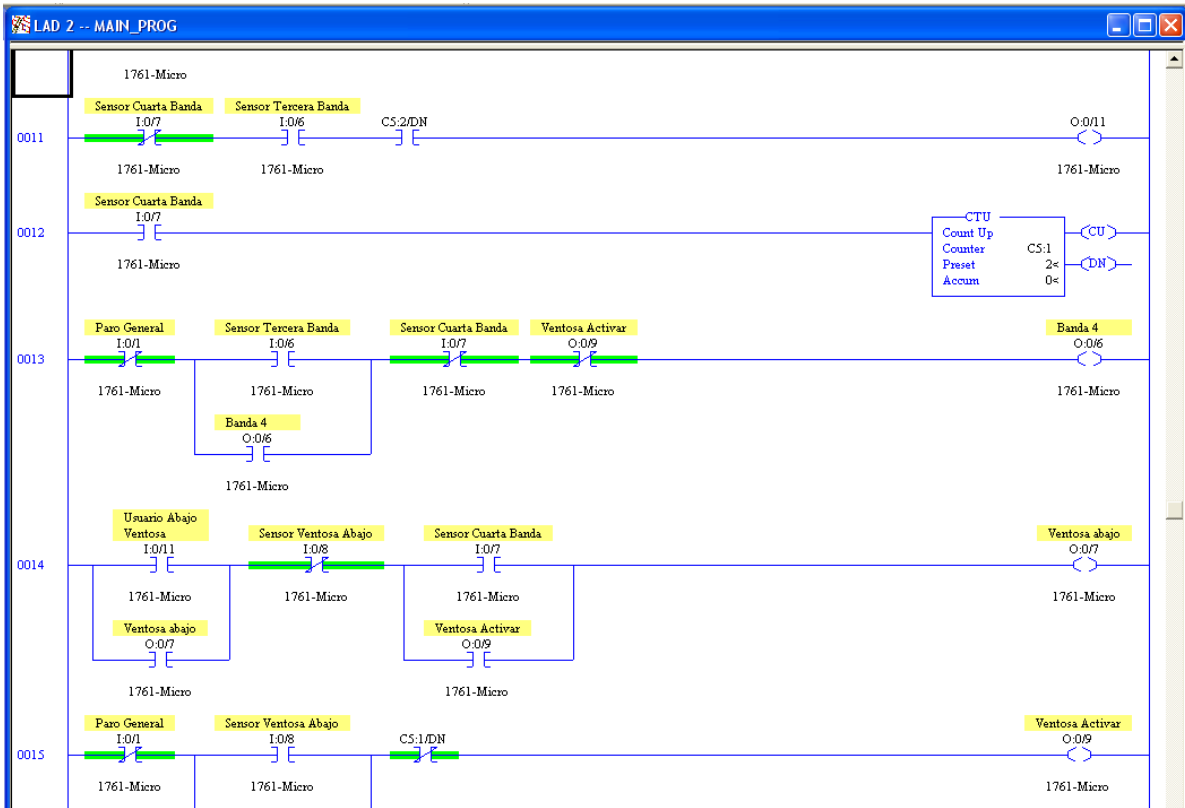 LAD 2 -- MAIN_PROG
1761-Micro
Sensor Cuarta Banda Sensor Tercera Banda
I:0/7 I:0/6 C5:2/DN O:0/11
0011
1761-Micro 1761-Micro 1761-Micro
Sensor Cuarta Banda
I:0/7
0012
1761-Micro
CTU
Count Up
Counter C5:1
Preset 2<
Accum 0<
CU
DN
Paro General Sensor Tercera Banda Sensor Cuarta Banda Ventosa Activar Banda 4
I:0/1 I:0/6 I:0/7 O:0/9 O:0/6
0013
1761-Micro 1761-Micro 1761-Micro 1761-Micro 1761-Micro
Banda 4
O:0/6
1761-Micro
Usuario Abajo
Ventosa Sensor Ventosa Abajo Sensor Cuarta Banda Ventosa abajo
I:0/11 I:0/8 I:0/7 O:0/7
0014
1761-Micro 1761-Micro 1761-Micro 1761-Micro
Ventosa abajo Ventosa Activar
O:0/7 O:0/9
1761-Micro 1761-Micro
Paro General Sensor Ventosa Abajo Ventosa Activar
I:0/1 I:0/8 C5:1/DN O:0/9
0015
1761-Micro 1761-Micro 1761-Micro